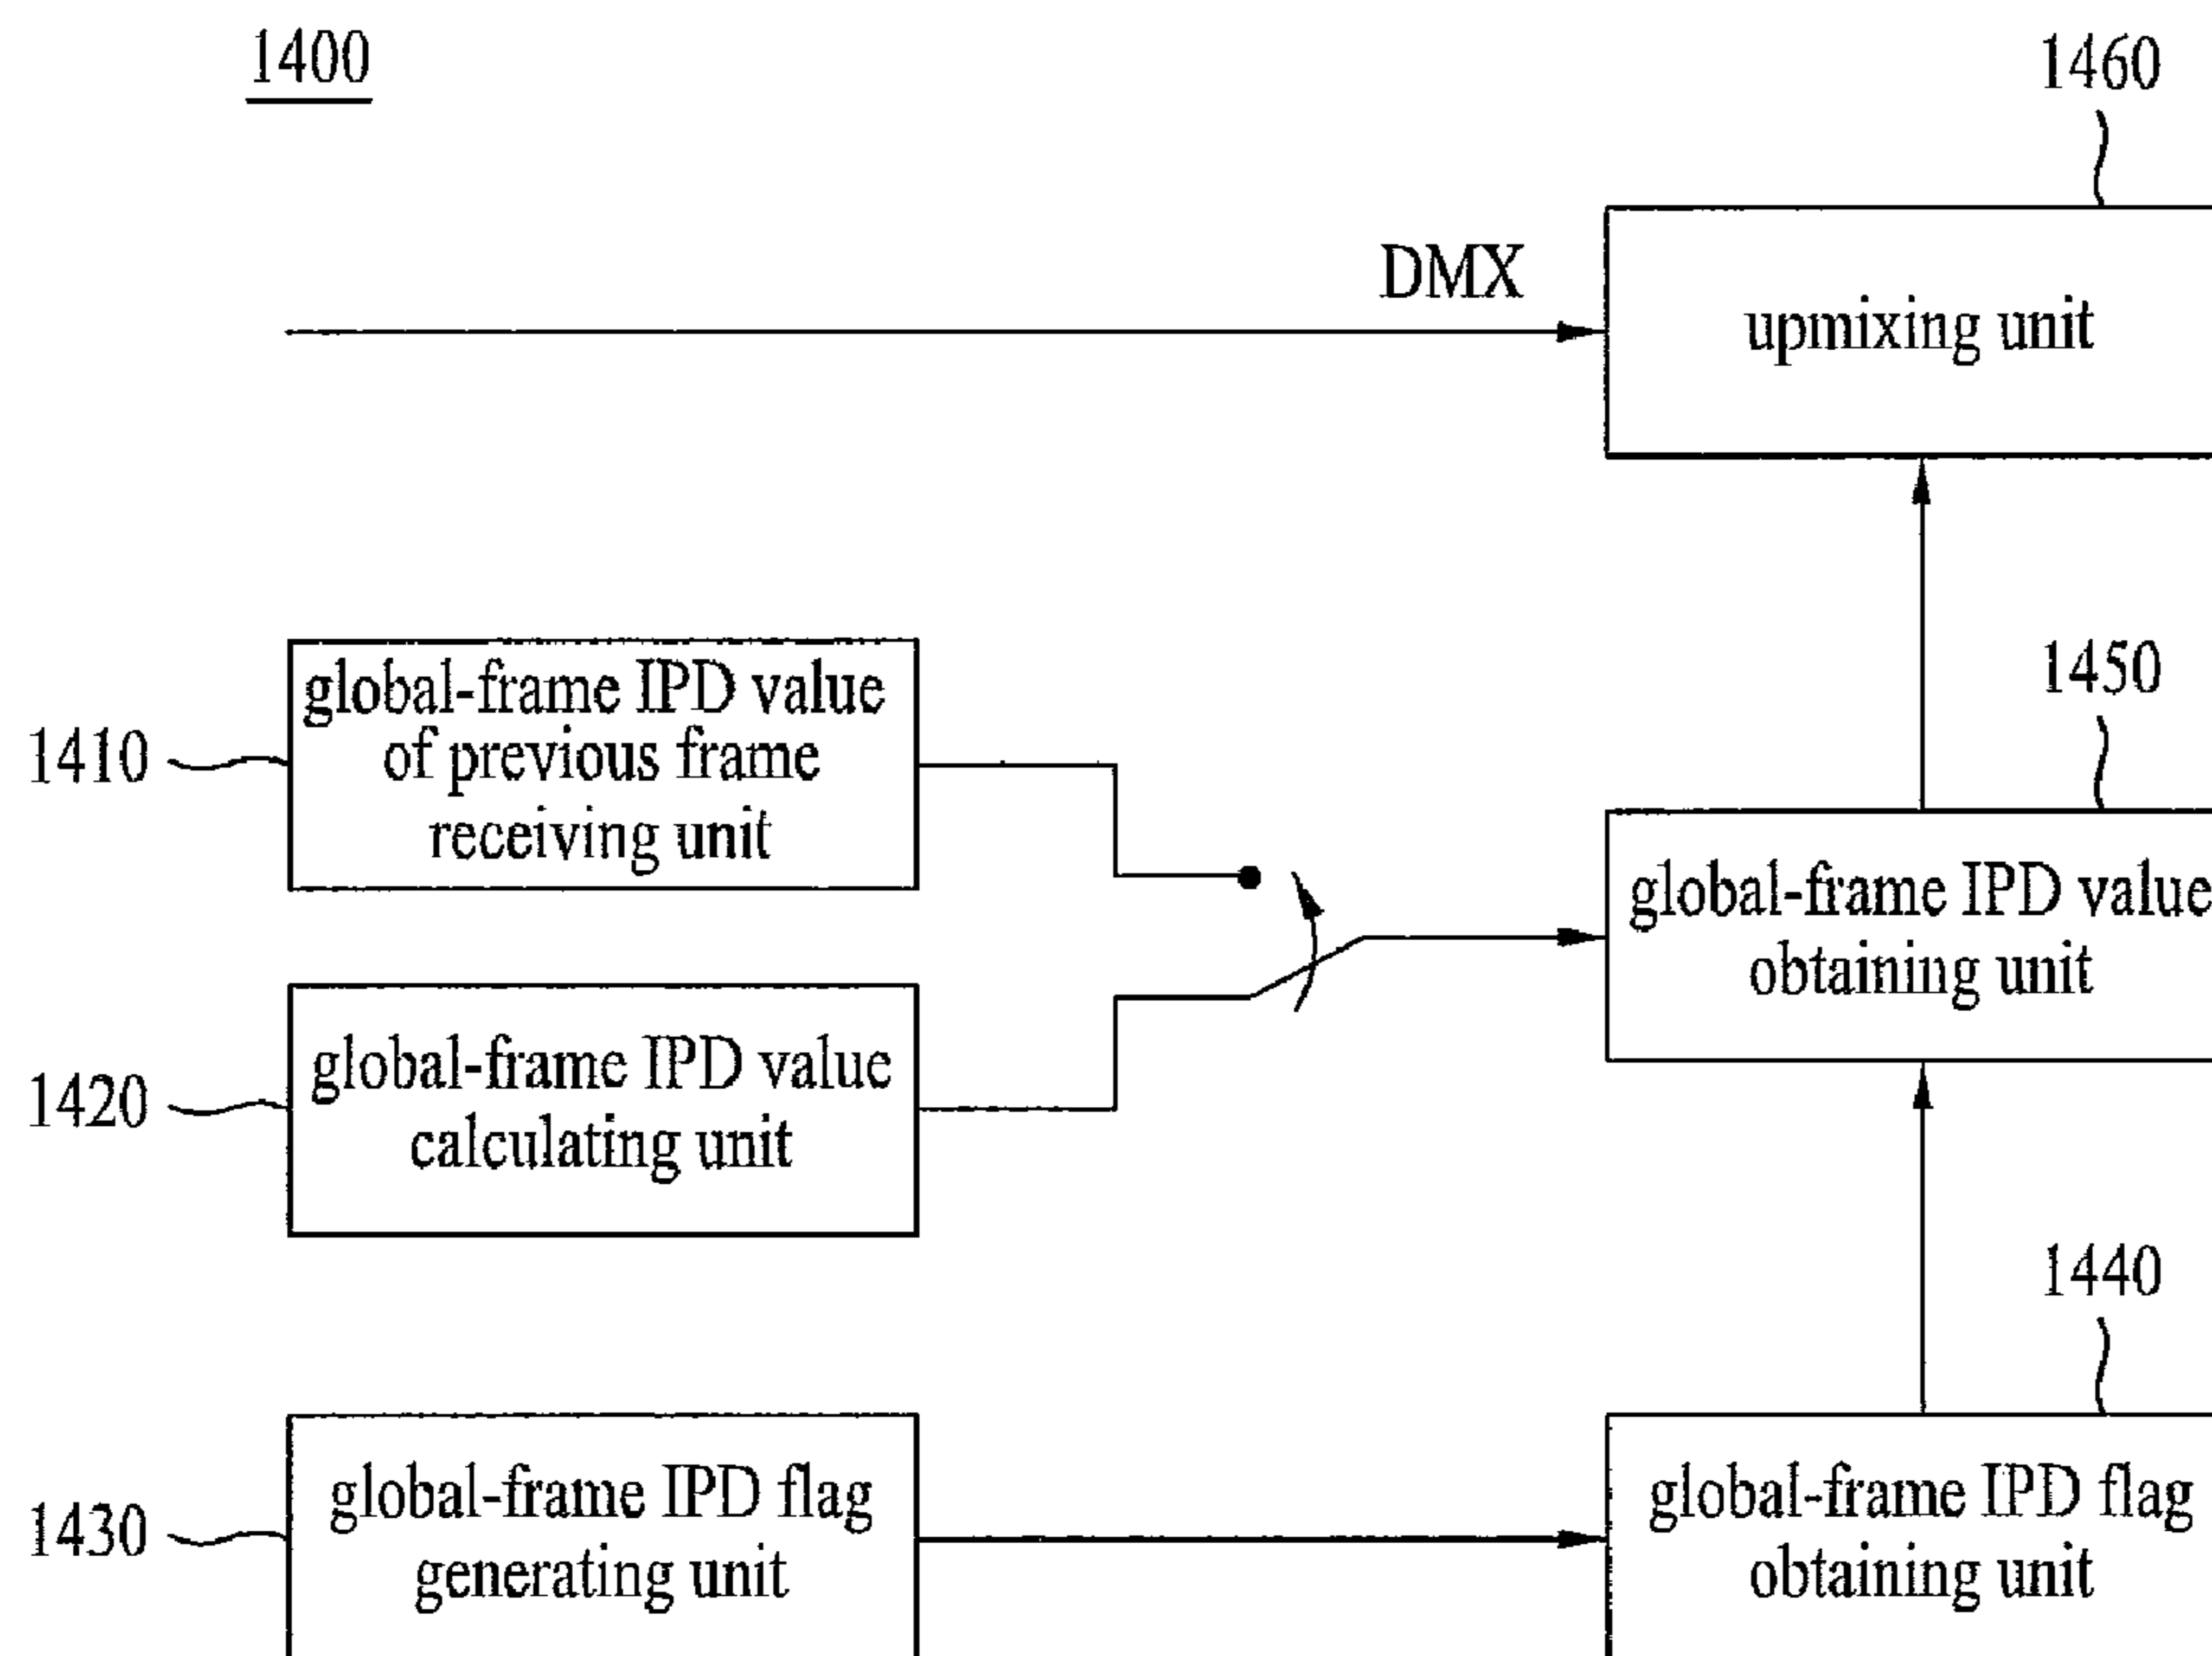 1400
1460
DMX
upmixing unit
1410
global-frame IPD value
of previous frame
receiving unit
1450
global-frame IPD value
obtaining unit
1420
global-frame IPD value
calculating unit
1440
1430
global-frame IPD flag
generating unit
global-frame IPD flag
obtaining unit